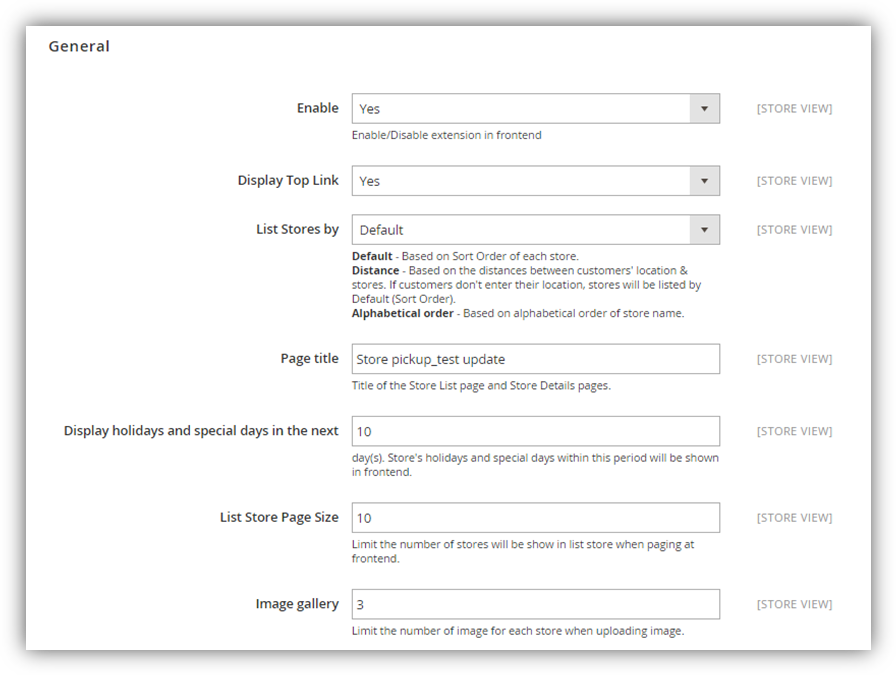 General
Enable Yes [STORE VIEW]
Enable/Disable extension in frontend
Display Top Link Yes [STORE VIEW]
List Stores by Default [STORE VIEW]
Default - Based on Sort Order of each store.
Distance - Based on the distances between customers' location &
stores. If customers don't enter their location, stores will be listed by
Default (Sort Order).
Alphabetical order - Based on alphabetical order of store name.
Page title Store pickup_test update [STORE VIEW]
Title of the Store List page and Store Details pages.
Display holidays and special days in the next 10 [STORE VIEW]
day(s). Store's holidays and special days within this period will be shown
in frontend.
List Store Page Size 10 [STORE VIEW]
Limit the number of stores will be show in list store when paging at
frontend.
Image gallery 3 [STORE VIEW]
Limit the number of image for each store when uploading image.